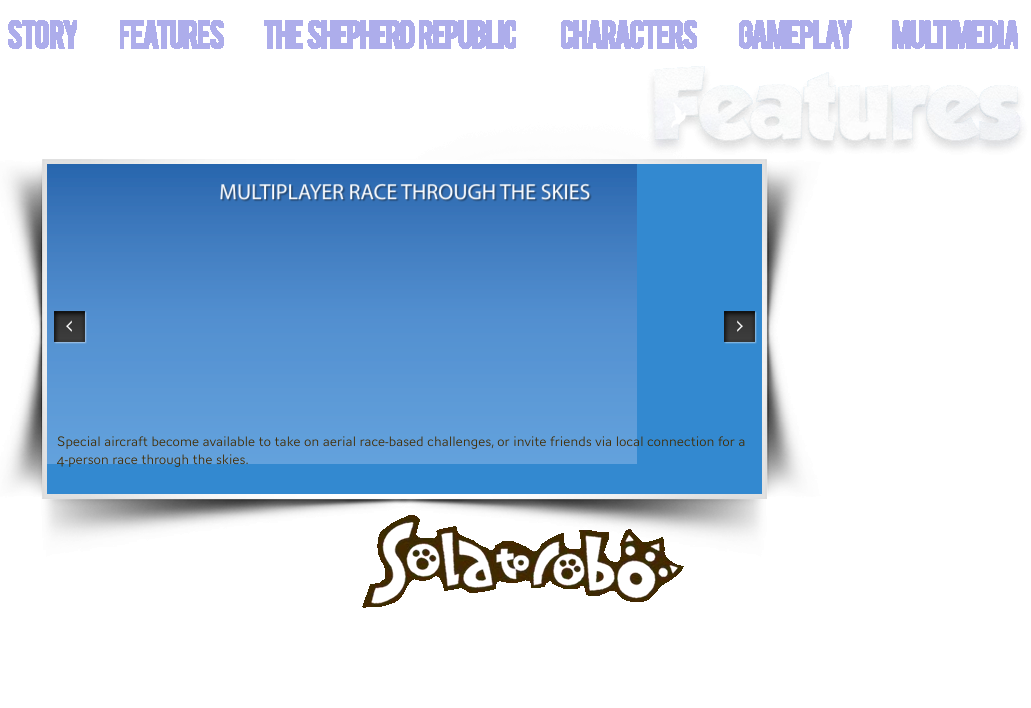 STORY FEATURES THE SHEPHERD REPUBLIC CHARACTERS GAMEPLAY MULTIMEDIA
Features
MULTIPLAYER RACE THROUGH THE SKIES
Special aircraft become available to take on aerial race-based challenges, or invite friends via local connection for a
4-person race through the skies.
Solatorobo